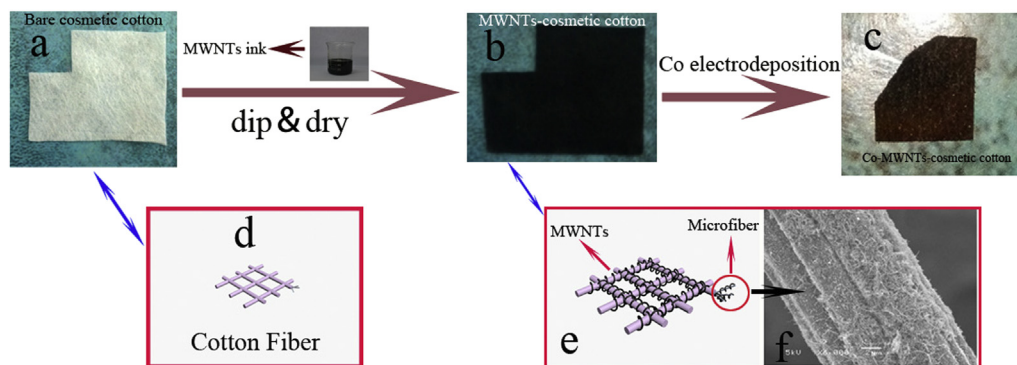 Bare cosmetic cotton
a
MWNTs ink
dip & dry
MWNTs-cosmetic cotton
b
Co electrodeposition
c
Co-MWNTs-cosmetic cotton
d
Cotton Fiber
MWNTs
Microfiber
e
f
5kU